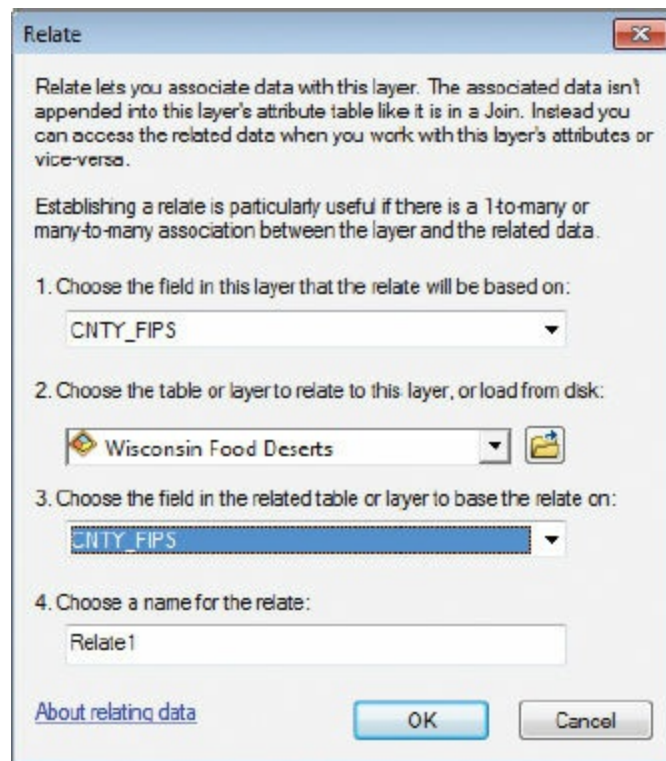 Relate
Relate lets you associate data with this layer. The associated data isn't
appended into this layer's attribute table like it is in a Join. Instead you
can access the related data when you work with this layer's attributes or
vice-versa.
Establishing a relate is particularly useful if there is a 1-to-many or
many-to-many association between the layer and the related data.
1. Choose the field in this layer that the relate will be based on:
CNTY_FIPS
2. Choose the table or layer to relate to this layer, or load from disk:
Wisconsin Food Deserts
3. Choose the field in the related table or layer to base the relate on:
CNTY_FIPS
4. Choose a name for the relate:
Relate1
About relating data
OK
Cancel